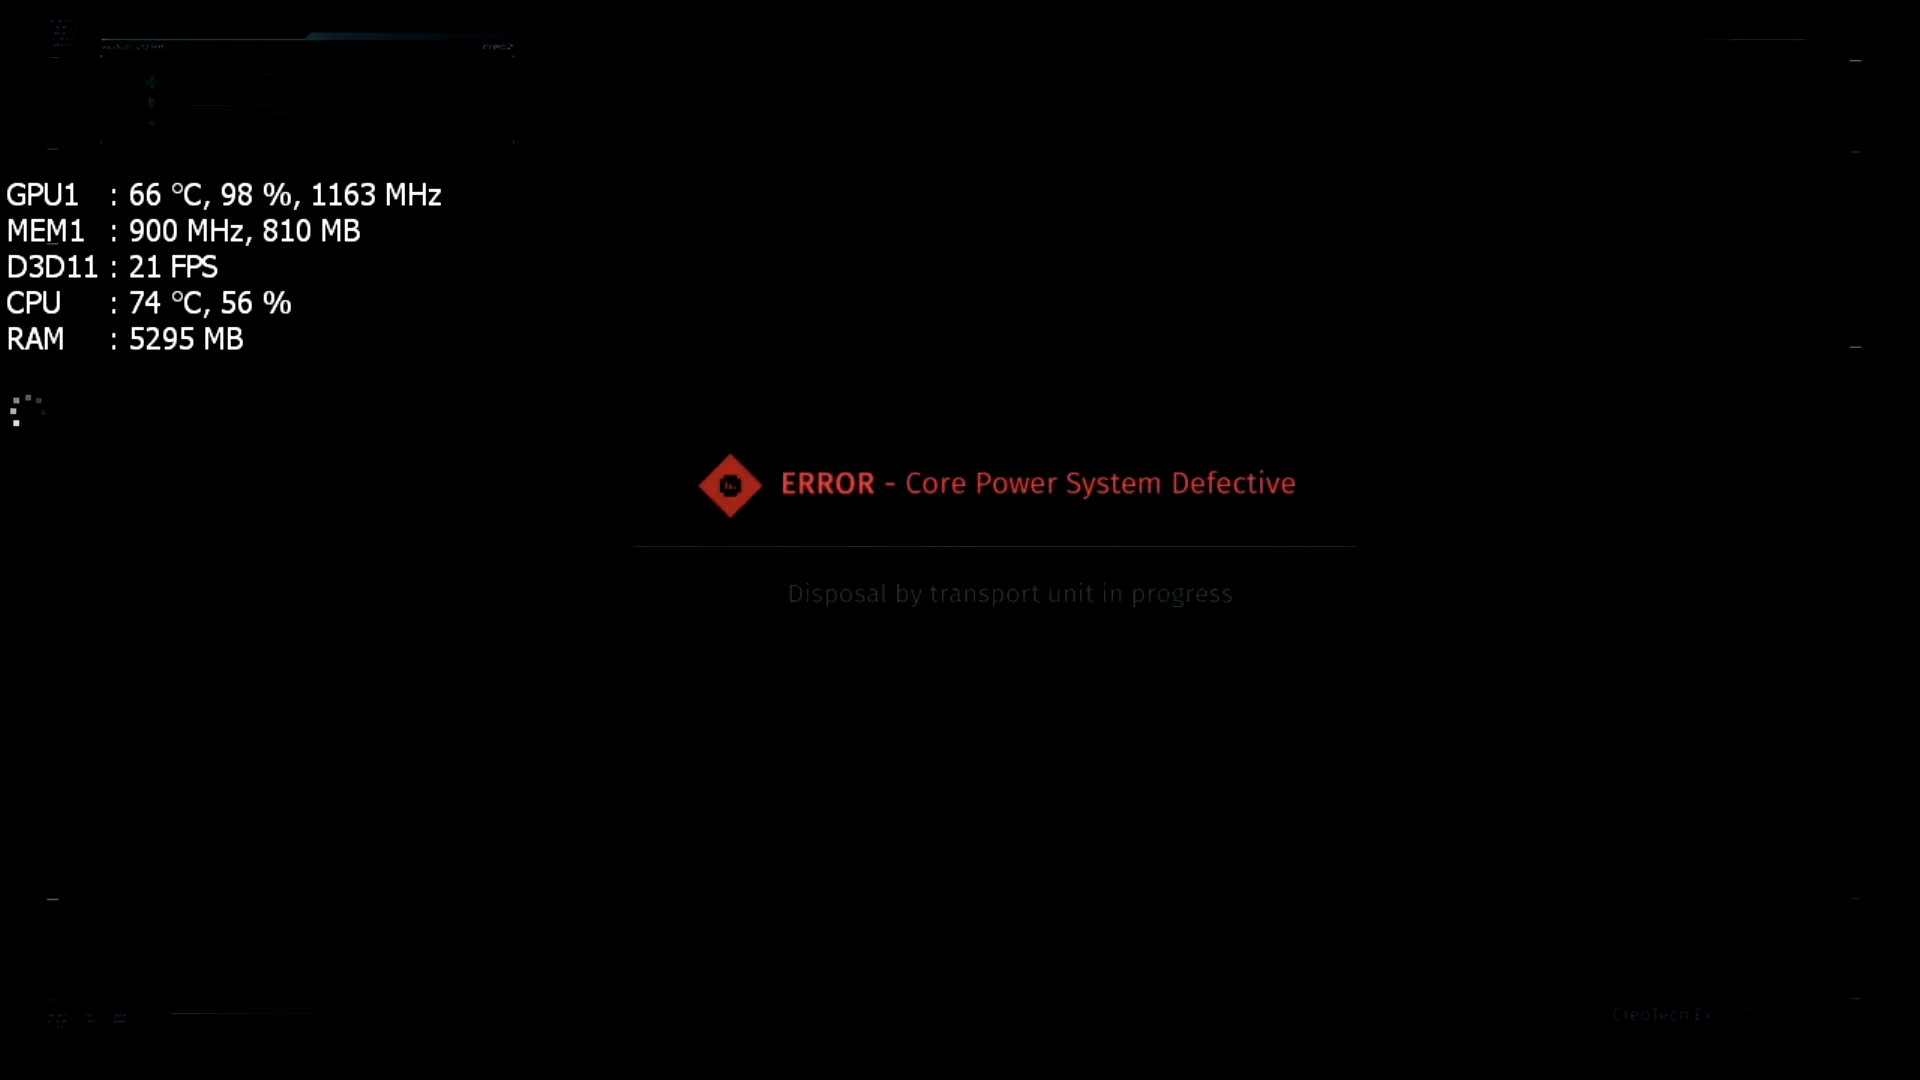 GPU1 : 66 °C, 98 %, 1163 MHz
MEM1 : 900 MHz, 810 MB
D3D11 : 21 FPS
CPU : 74 °C, 56 %
RAM : 5295 MB
ERROR - Core Power System Defective
Disposal by transport unit in progress
CreoTech